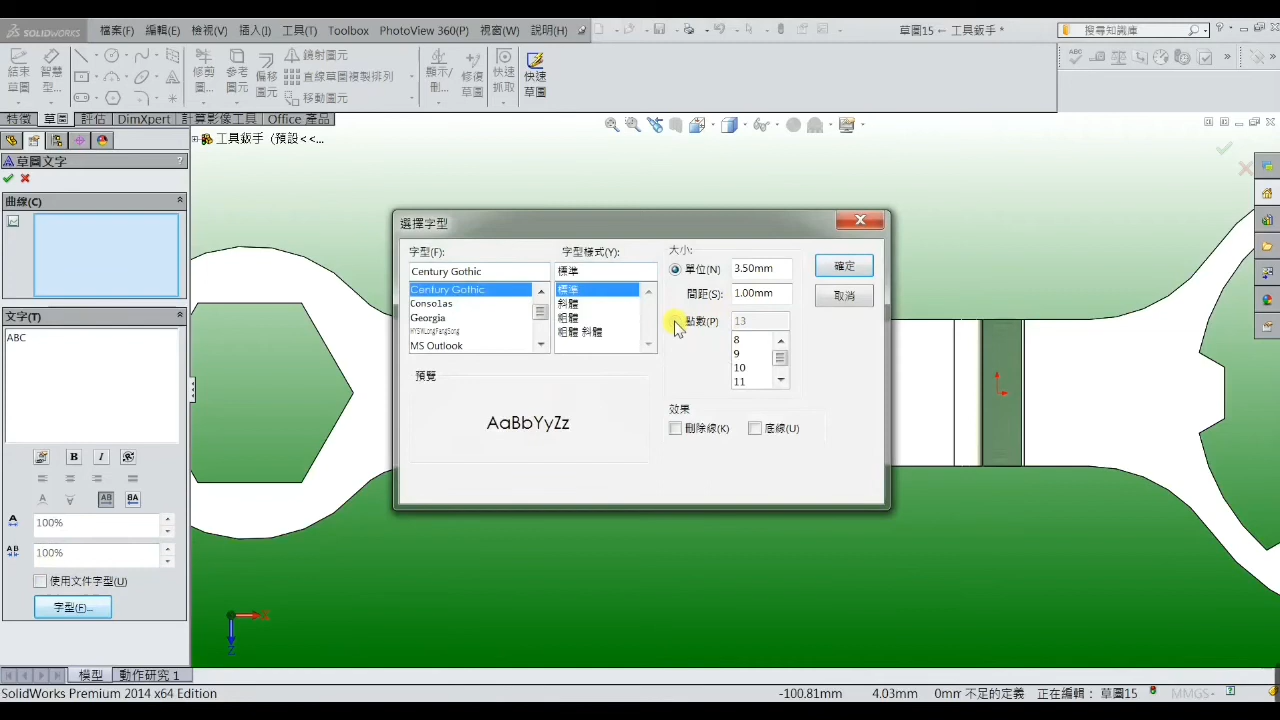 SOLIDWORKS 檔案(F) 編輯(E) 檢視(V) 插入(I) 工具(T) Toolbox PhotoView 360(P) 視窗(W) 說明(H) 草圖15 ← 工具鈑手 * 搜尋知識庫
結束草圖 智慧型... 修剪圖... 參考圖元 偏移圖元 鏡射圖元 直線草圖複製排列 移動圖元 顯示/刪... 修復草圖 快速抓取 快速草圖
特徵 草圖 評估 DimXpert 計算影像工具 Office 產品
工具鈑手 (預設<<...
草圖文字 ?
曲線(C)
文字(T)
ABC
B I
AB BA
A 100%
AB 100%
使用文件字型(U)
字型(F)...
選擇字型
字型(F): 字型樣式(Y): 大小:
Century Gothic 標準 單位(N) 3.50mm 確定
Century Gothic 標準 間距(S): 1.00mm 取消
Consolas 斜體
Georgia 粗體 點數(P) 13
HYSWLongFangSong 粗體 斜體
MS Outlook
8
9
10
11
預覽
AaBbYyZz
效果
刪除線(K) 底線(U)
X
Z
模型 動作研究 1
SolidWorks Premium 2014 x64 Edition -100.81mm 4.03mm 0mm 不足的定義 正在編輯： 草圖15 MMGS